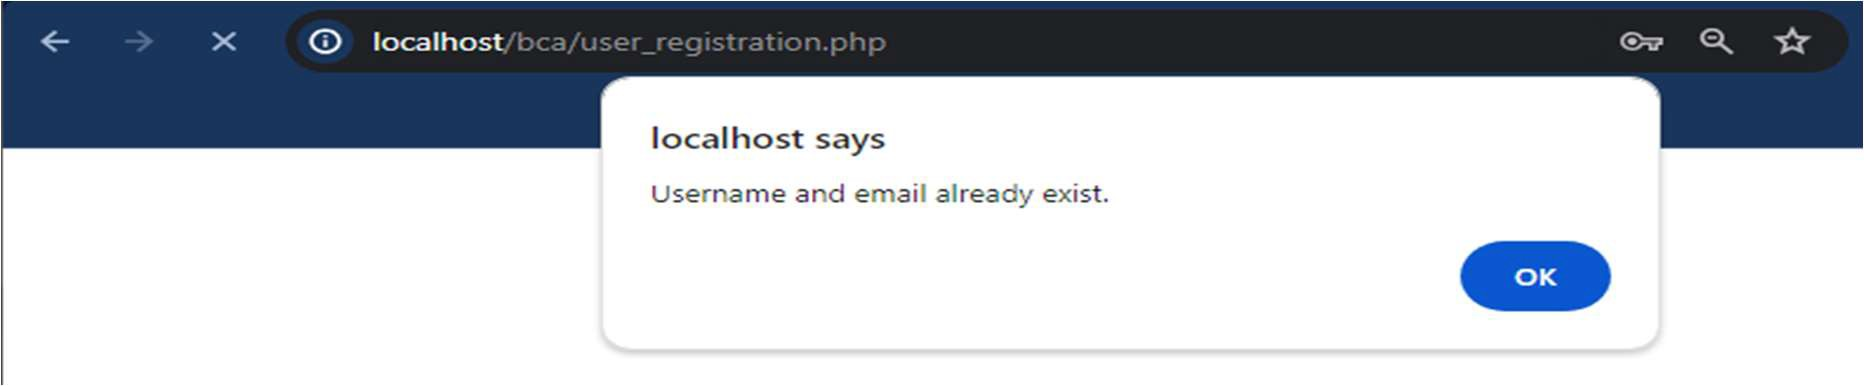 localhost/bca/user_registration.php
localhost says
Username and email already exist.
OK